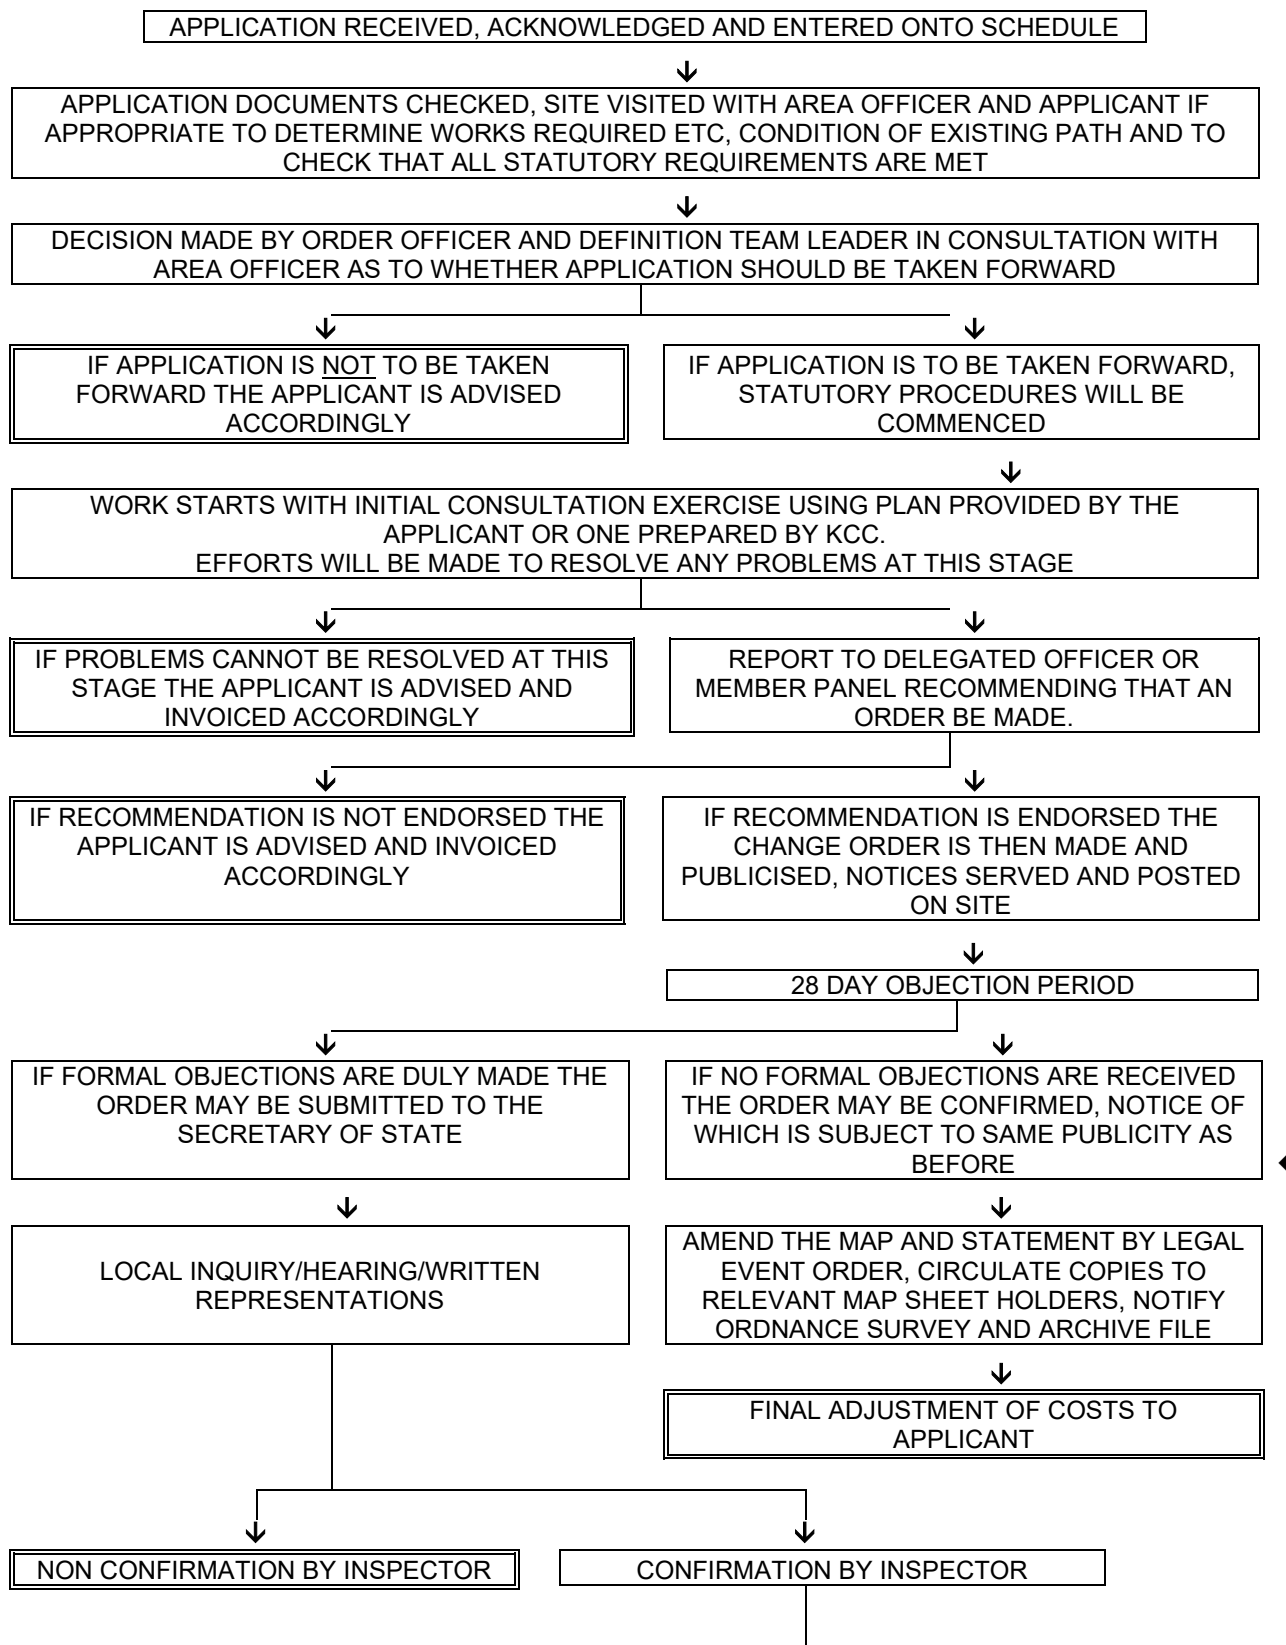 APPLICATION RECEIVED, ACKNOWLEDGED AND ENTERED ONTO SCHEDULE
APPLICATION DOCUMENTS CHECKED, SITE VISITED WITH AREA OFFICER AND APPLICANT IF
APPROPRIATE TO DETERMINE WORKS REQUIRED ETC, CONDITION OF EXISTING PATH AND TO
CHECK THAT ALL STATUTORY REQUIREMENTS ARE MET
DECISION MADE BY ORDER OFFICER AND DEFINITION TEAM LEADER IN CONSULTATION WITH
AREA OFFICER AS TO WHETHER APPLICATION SHOULD BE TAKEN FORWARD
IF APPLICATION IS NOT TO BE TAKEN
FORWARD THE APPLICANT IS ADVISED
ACCORDINGLY
IF APPLICATION IS TO BE TAKEN FORWARD,
STATUTORY PROCEDURES WILL BE
COMMENCED
WORK STARTS WITH INITIAL CONSULTATION EXERCISE USING PLAN PROVIDED BY THE
APPLICANT OR ONE PREPARED BY KCC.
EFFORTS WILL BE MADE TO RESOLVE ANY PROBLEMS AT THIS STAGE
IF PROBLEMS CANNOT BE RESOLVED AT THIS
STAGE THE APPLICANT IS ADVISED AND
INVOICED ACCORDINGLY
REPORT TO DELEGATED OFFICER OR
MEMBER PANEL RECOMMENDING THAT AN
ORDER BE MADE.
IF RECOMMENDATION IS NOT ENDORSED THE
APPLICANT IS ADVISED AND INVOICED
ACCORDINGLY
IF RECOMMENDATION IS ENDORSED THE
CHANGE ORDER IS THEN MADE AND
PUBLICISED, NOTICES SERVED AND POSTED
ON SITE
28 DAY OBJECTION PERIOD
IF FORMAL OBJECTIONS ARE DULY MADE THE
ORDER MAY BE SUBMITTED TO THE
SECRETARY OF STATE
IF NO FORMAL OBJECTIONS ARE RECEIVED
THE ORDER MAY BE CONFIRMED, NOTICE OF
WHICH IS SUBJECT TO SAME PUBLICITY AS
BEFORE
LOCAL INQUIRY/HEARING/WRITTEN
REPRESENTATIONS
AMEND THE MAP AND STATEMENT BY LEGAL
EVENT ORDER, CIRCULATE COPIES TO
RELEVANT MAP SHEET HOLDERS, NOTIFY
ORDNANCE SURVEY AND ARCHIVE FILE
FINAL ADJUSTMENT OF COSTS TO
APPLICANT
NON CONFIRMATION BY INSPECTOR
CONFIRMATION BY INSPECTOR